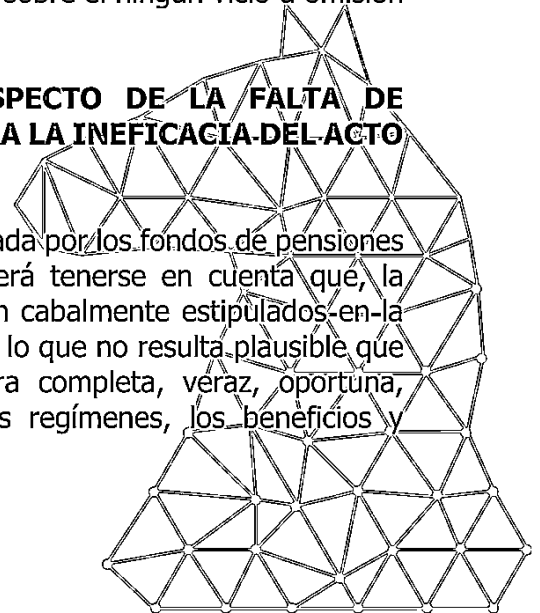 sobre él ningún vicio u omisión
SPECTO DE LA FALTA DE
A LA INEFICACIA DEL ACTO
ada por los fondos de pensiones
erá tenerse en cuenta que, la
n cabalmente estipulados en la
lo que no resulta plausible que
ra completa, veraz, oportuna,
s regímenes, los beneficios y